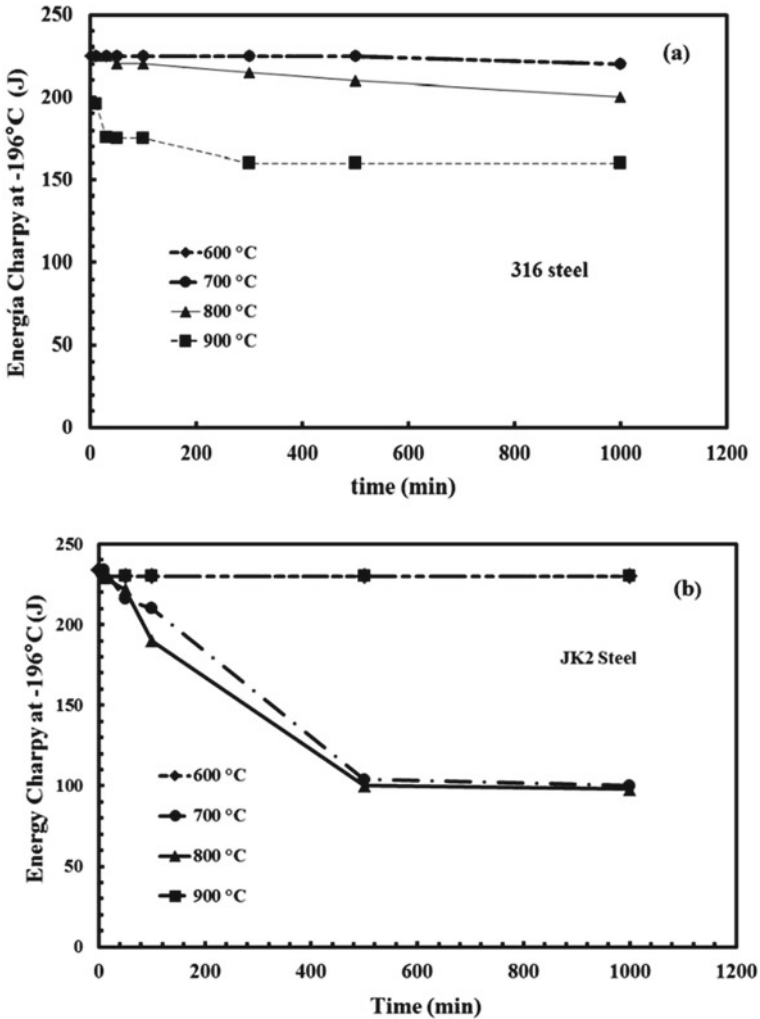 250
(a)
200
150
100
50
0
Energía Charpy at -196°C (J)
600 °C
700 °C
800 °C
900 °C
316 steel
0 200 400 600 800 1000 1200
time (min)
250
(b)
200
150
100
50
0
Energy Charpy at -196°C (J)
JK2 Steel
600 °C
700 °C
800 °C
900 °C
0 200 400 600 800 1000 1200
Time (min)